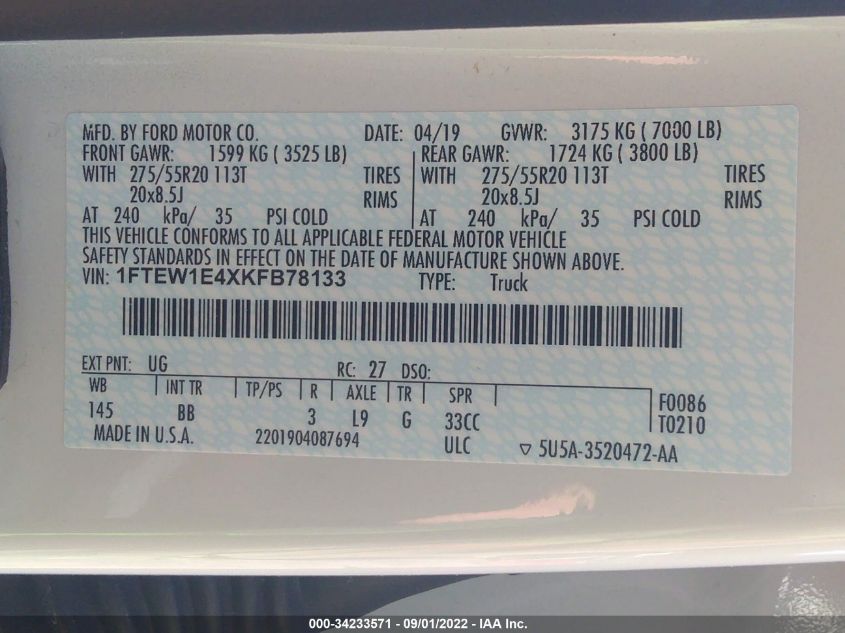 MFD. BY FORD MOTOR CO. DATE: 04/19 GVWR: 3175 KG ( 7000 LB)
FRONT GAWR: 1599 KG ( 3525 LB) REAR GAWR: 1724 KG ( 3800 LB)
WITH 275/55R20 113T TIRES WITH 275/55R20 113T TIRES
20x8.5J RIMS 20x8.5J RIMS
AT 240 kPa/ 35 PSI COLD AT 240 kPa/ 35 PSI COLD
THIS VEHICLE CONFORMS TO ALL APPLICABLE FEDERAL MOTOR VEHICLE
SAFETY STANDARDS IN EFFECT ON THE DATE OF MANUFACTURE SHOWN ABOVE.
VIN: 1FTEW1E4XKFB78133 TYPE: Truck
EXT PNT: UG RC: 27 DSO:
WB INT TR TP/PS R AXLE TR SPR F0086
145 BB 3 L9 G 33CC T0210
MADE IN U.S.A. 2201904087694 ULC ▽ 5U5A-3520472-AA
000-34233571 - 09/01/2022 - IAA Inc.